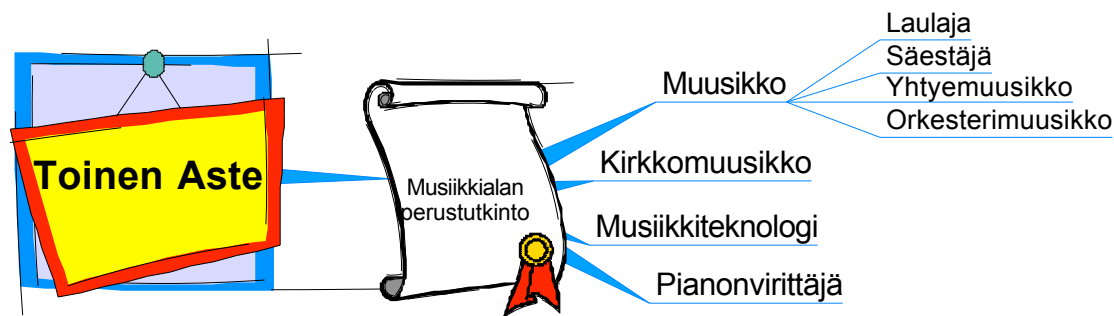 Toinen Aste
Musiikkialan
perustutkinto
Muusikko
Laulaja
Säestäjä
Yhtyemuusikko
Orkesterimuusikko
Kirkkomuusikko
Musiikkiteknologi
Pianonvirittäjä